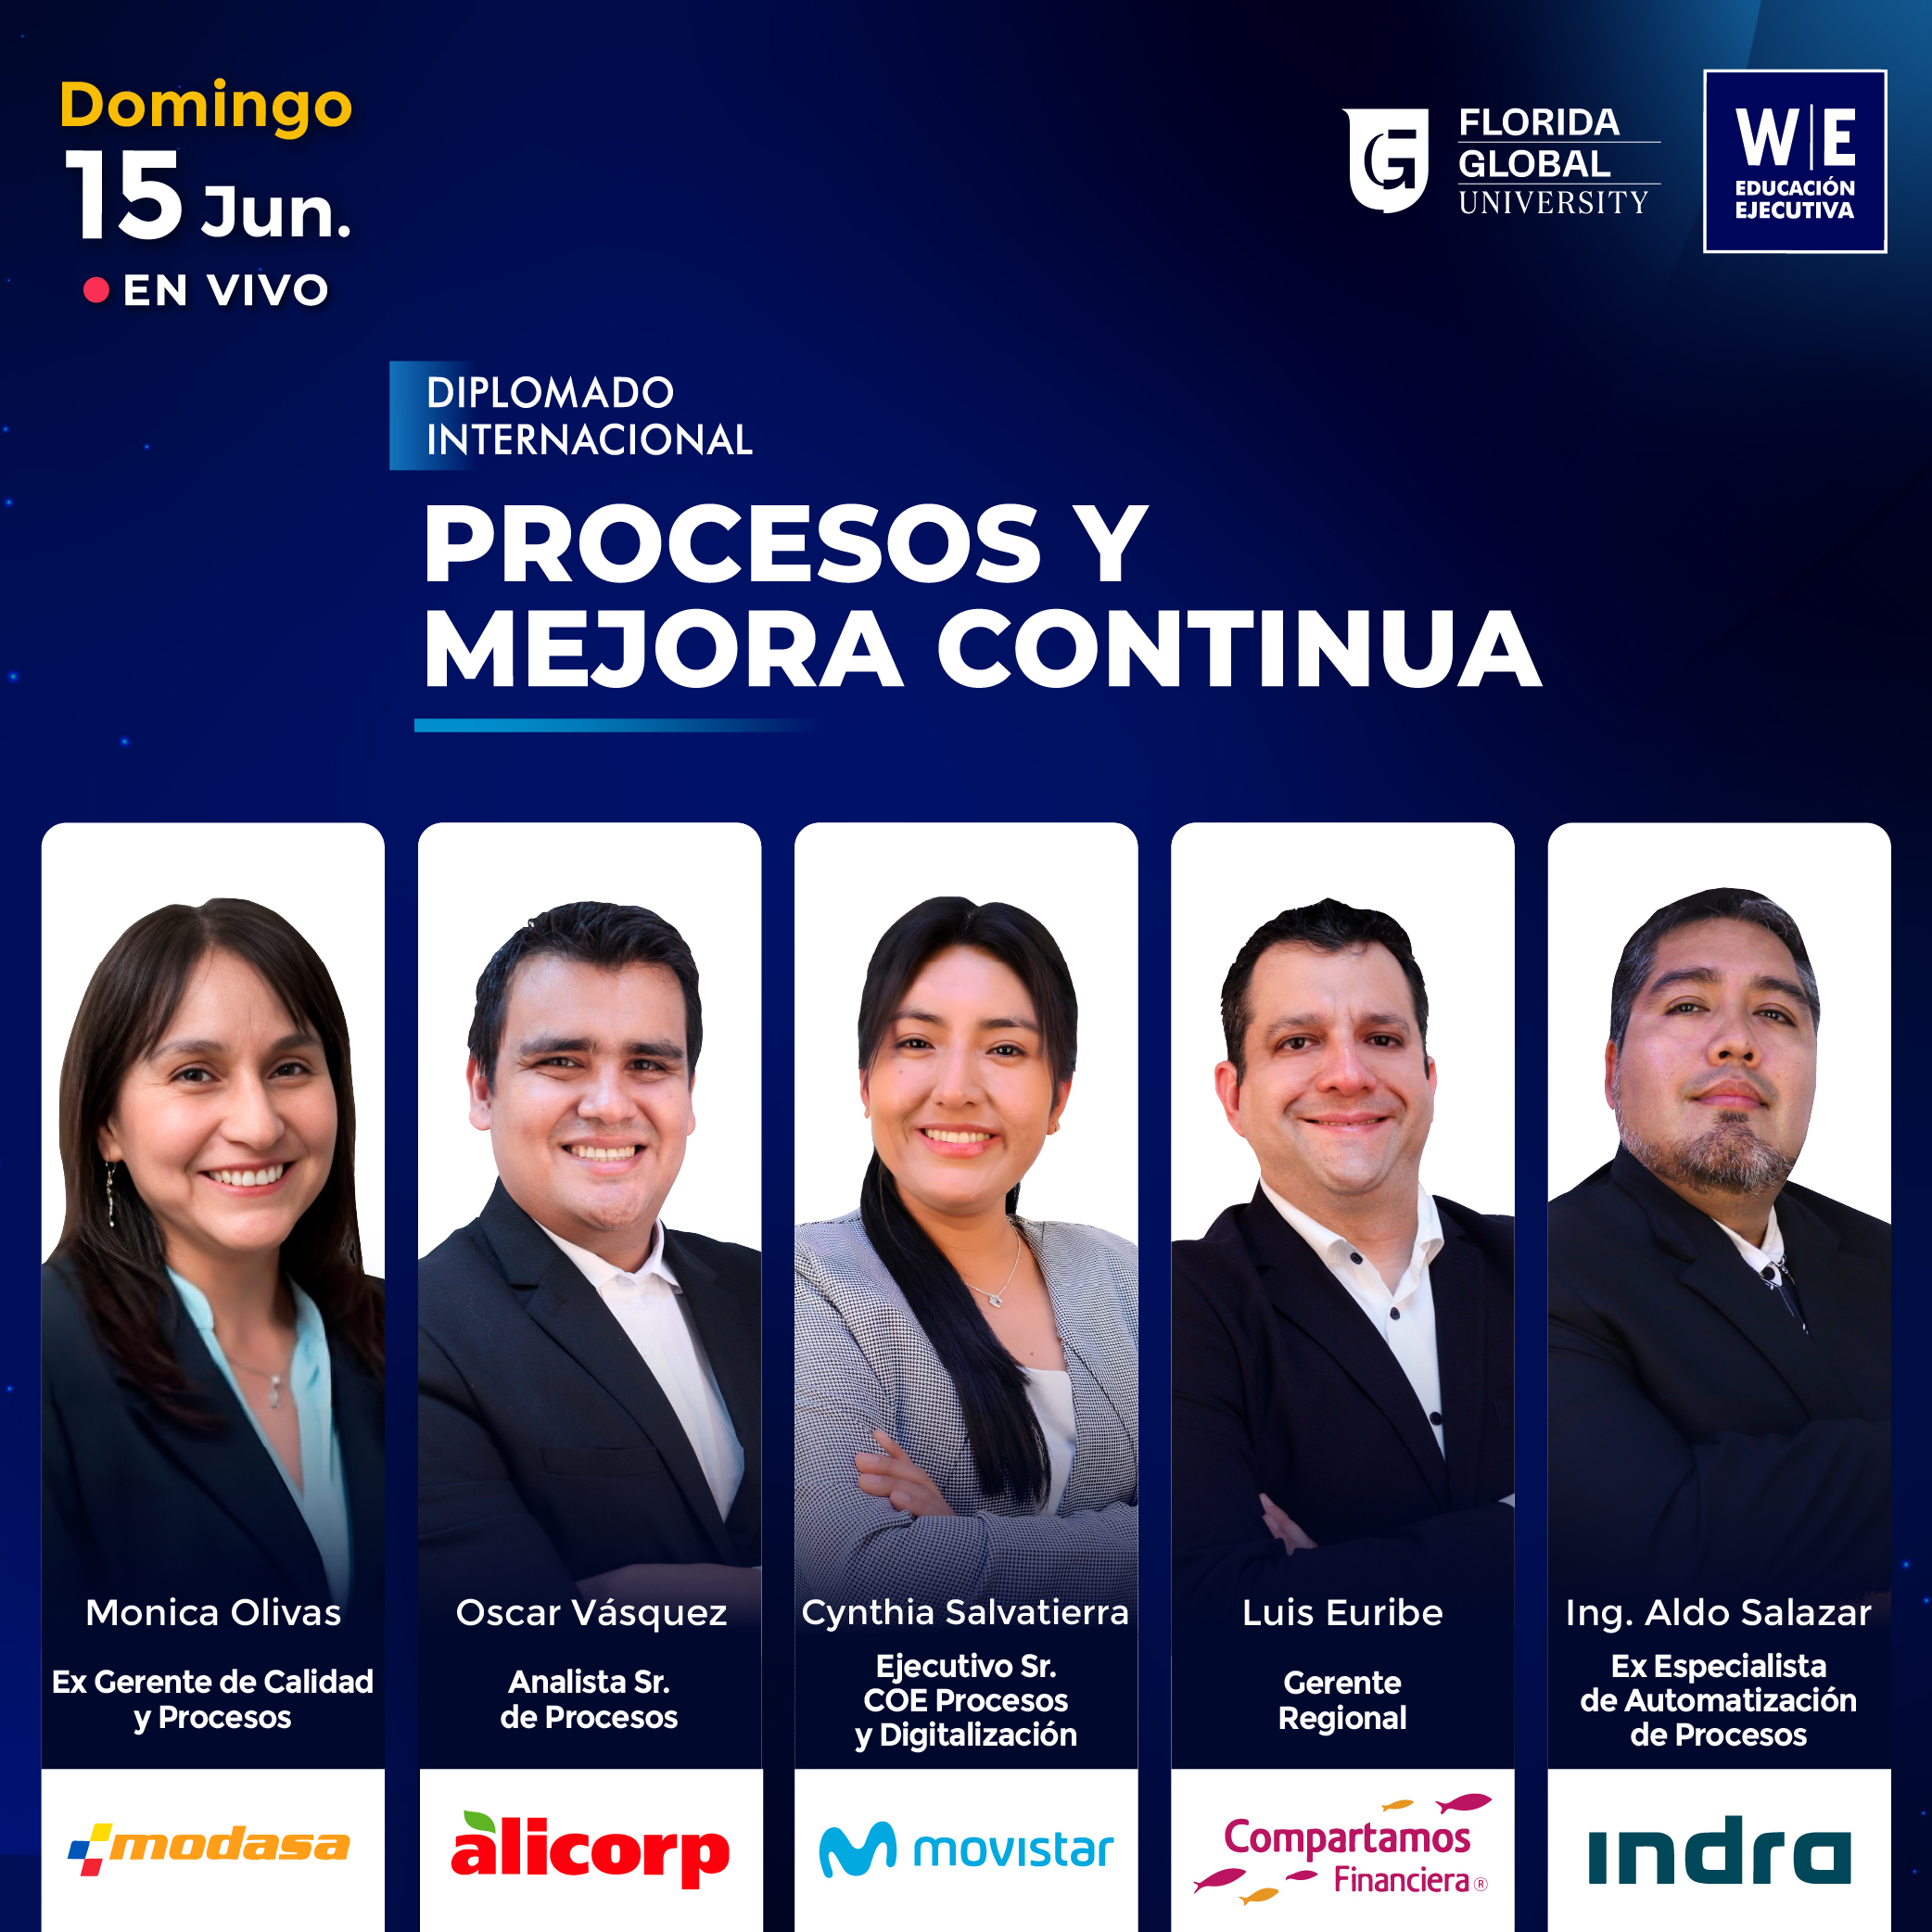 Domingo
15 Jun.
EN VIVO
FLORIDA
GLOBAL
UNIVERSITY
W|E
EDUCACIÓN
EJECUTIVA
DIPLOMADO
INTERNACIONAL
PROCESOS Y
MEJORA CONTINUA
Monica Olivas
Ex Gerente de Calidad
y Procesos
modasa
Oscar Vásquez
Analista Sr.
de Procesos
alicorp
Cynthia Salvatierra
Ejecutivo Sr.
COE Procesos
y Digitalización
movistar
Luis Euribe
Gerente
Regional
Compartamos
Financiera®
Ing. Aldo Salazar
Ex Especialista
de Automatización
de Procesos
indra